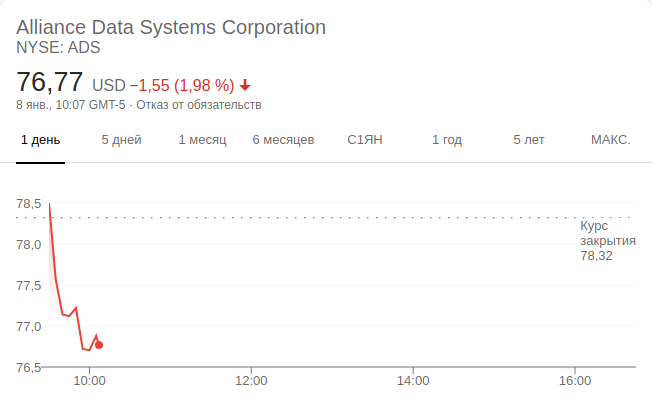 Alliance Data Systems Corporation
NYSE: ADS
76,77 USD −1,55 (1,98 %)
8 янв., 10:07 GMT-5 · Отказ от обязательств
1 день 5 дней 1 месяц 6 месяцев С1ЯН 1 год 5 лет МАКС.
78,5
Курс
закрытия
78,32
78,0
77,5
77,0
76,5
10:00 12:00 14:00 16:00